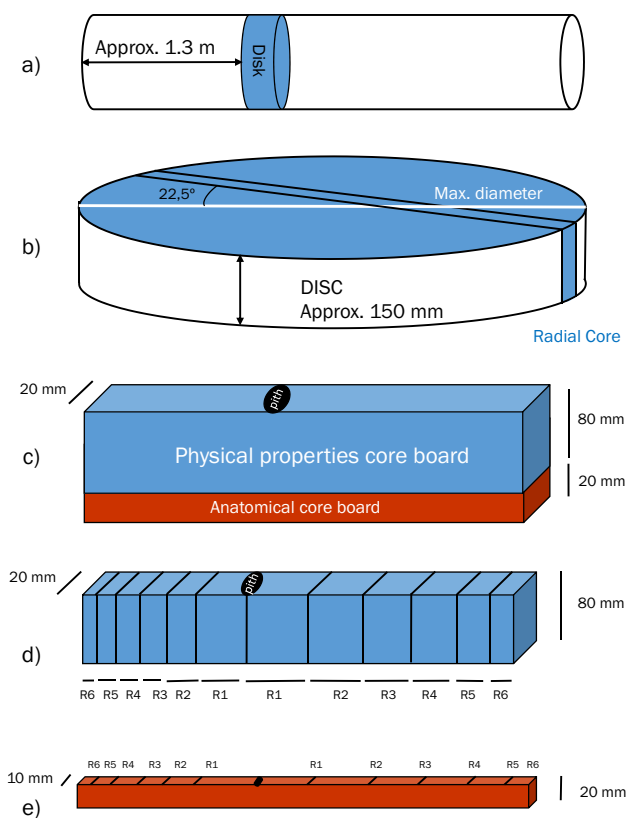 a)
Approx. 1.3 m
Disk
b)
22,5º
Max. diameter
DISC
Approx. 150 mm
Radial Core
20 mm
pith
80 mm
c)
Physical properties core board
20 mm
Anatomical core board
20 mm
pith
80 mm
d)
R6 R5 R4 R3 R2 R1 R1 R2 R3 R4 R5 R6
R6 R5 R4 R3 R2 R1 R1 R2 R3 R4 R5 R6
10 mm
20 mm
e)